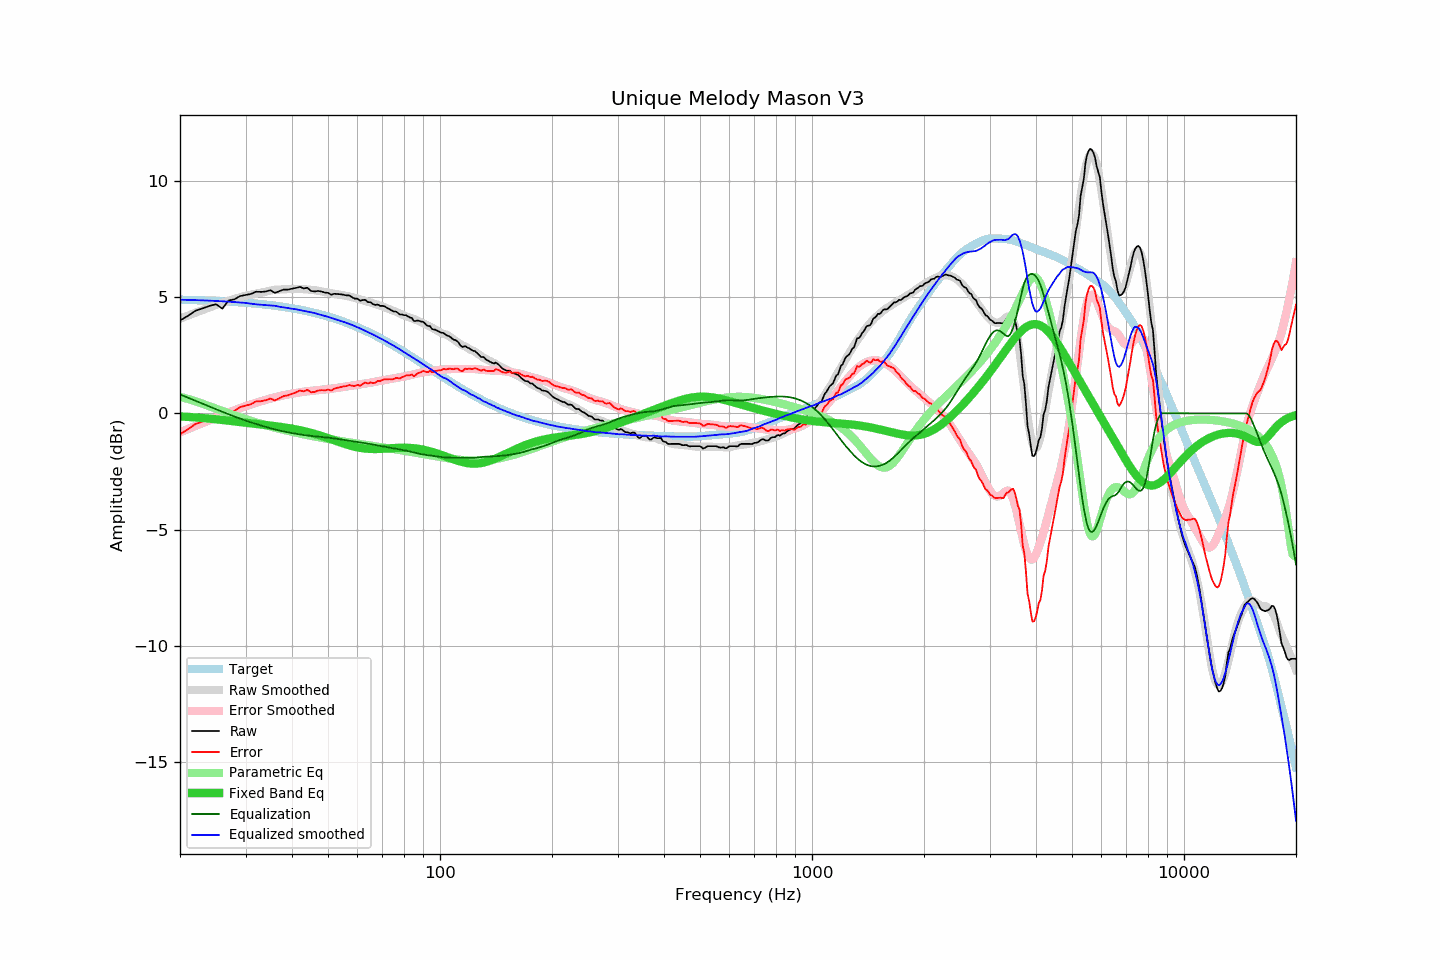 Unique Melody Mason V3
10
5
0
−5
−10
−15
Amplitude (dBr)
Target
Raw Smoothed
Error Smoothed
Raw
Error
Parametric Eq
Fixed Band Eq
Equalization
Equalized smoothed
100
1000
10000
Frequency (Hz)